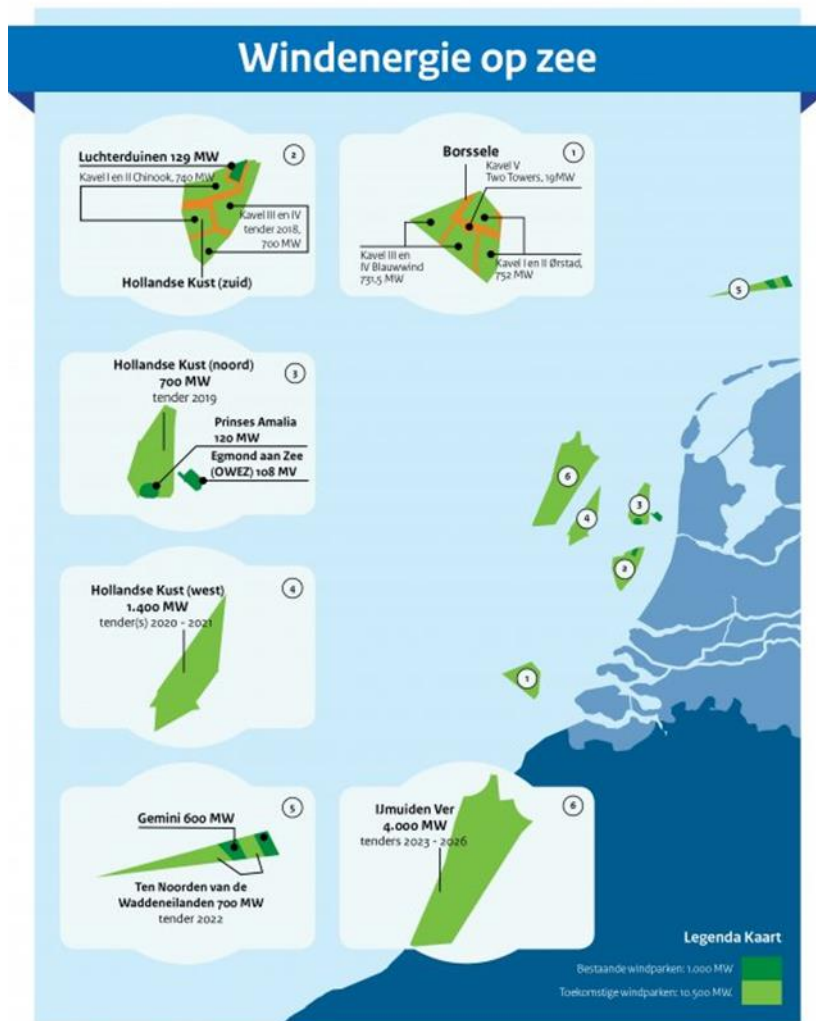 Windenergie op zee
Luchterduinen 129 MW
2
Kavel I en II Chinook, 740 MW
Kavel III en IV
tender 2018,
700 MW
Hollandse Kust (zuid)
Borssele
1
Kavel V
Two Towers, 19MW
Kavel III en
IV Blauwwind
731,5 MW
Kavel I en II Ørstad,
752 MW
5
Hollandse Kust (noord)
700 MW
tender 2019
3
Prinses Amalia
120 MW
Egmond aan Zee
(OWEZ) 108 MV
6
4
3
2
1
Hollandse Kust (west)
1.400 MW
tender(s) 2020 - 2021
4
Gemini 600 MW
5
Ten Noorden van de
Waddeneilanden 700 MW
tender 2022
IJmuiden Ver
4.000 MW
tenders 2023 - 2026
6
Legenda Kaart
Bestaande windparken: 1.000 MW
Toekomstige windparken: 10.500 MW.